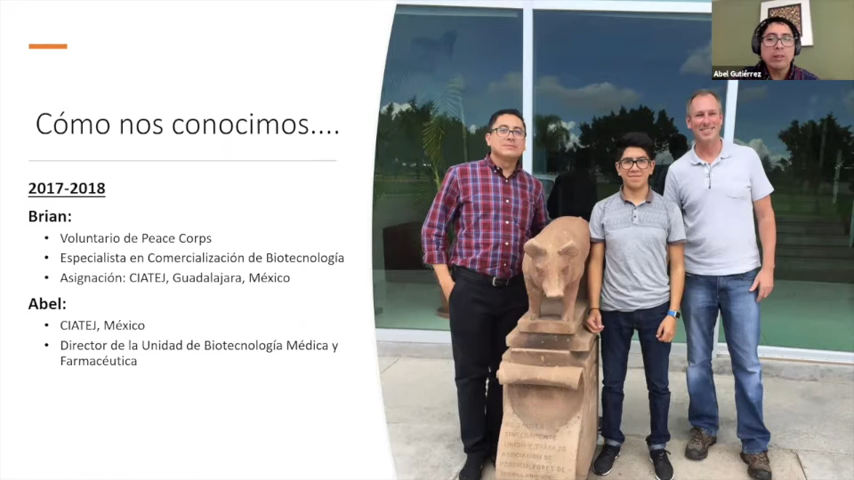 Abel Gutiérrez
Cómo nos conocimos....
2017-2018
Brian:
• Voluntario de Peace Corps
• Especialista en Comercialización de Biotecnología
• Asignación: CIATEJ, Guadalajara, México
Abel:
• CIATEJ, México
• Director de la Unidad de Biotecnología Médica y
Farmacéutica